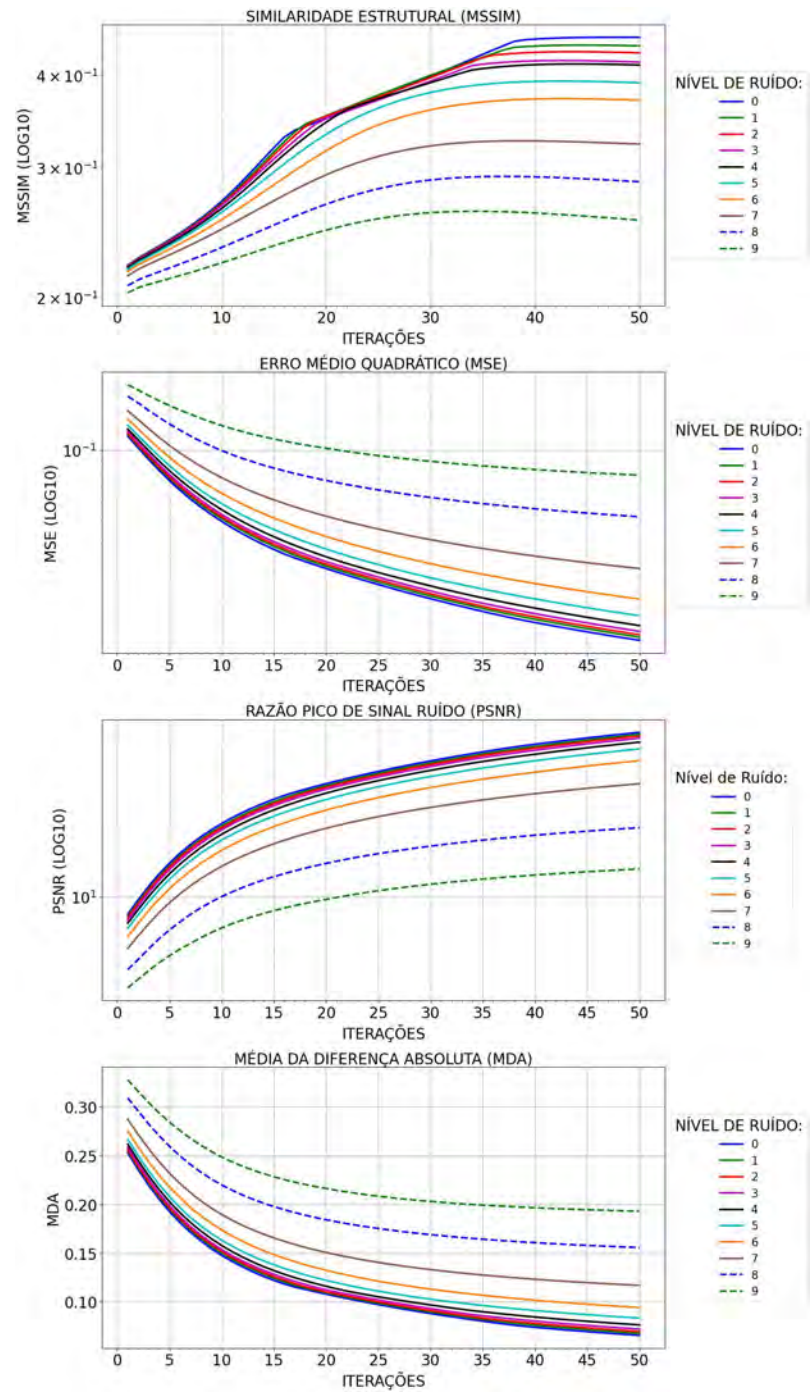 SIMILARIDADE ESTRUTURAL (MSSIM)
MSSIM (LOG10)
4 × 10⁻¹
3 × 10⁻¹
2 × 10⁻¹
0 10 20 30 40 50
ITERAÇÕES
NÍVEL DE RUÍDO:
0
1
2
3
4
5
6
7
8
9
ERRO MÉDIO QUADRÁTICO (MSE)
MSE (LOG10)
10⁻¹
0 5 10 15 20 25 30 35 40 45 50
ITERAÇÕES
NÍVEL DE RUÍDO:
0
1
2
3
4
5
6
7
8
9
RAZÃO PICO DE SINAL RUÍDO (PSNR)
PSNR (LOG10)
10¹
0 5 10 15 20 25 30 35 40 45 50
ITERAÇÕES
Nível de Ruído:
0
1
2
3
4
5
6
7
8
9
MÉDIA DA DIFERENÇA ABSOLUTA (MDA)
MDA
0.30
0.25
0.20
0.15
0.10
0 5 10 15 20 25 30 35 40 45 50
ITERAÇÕES
NÍVEL DE RUÍDO:
0
1
2
3
4
5
6
7
8
9